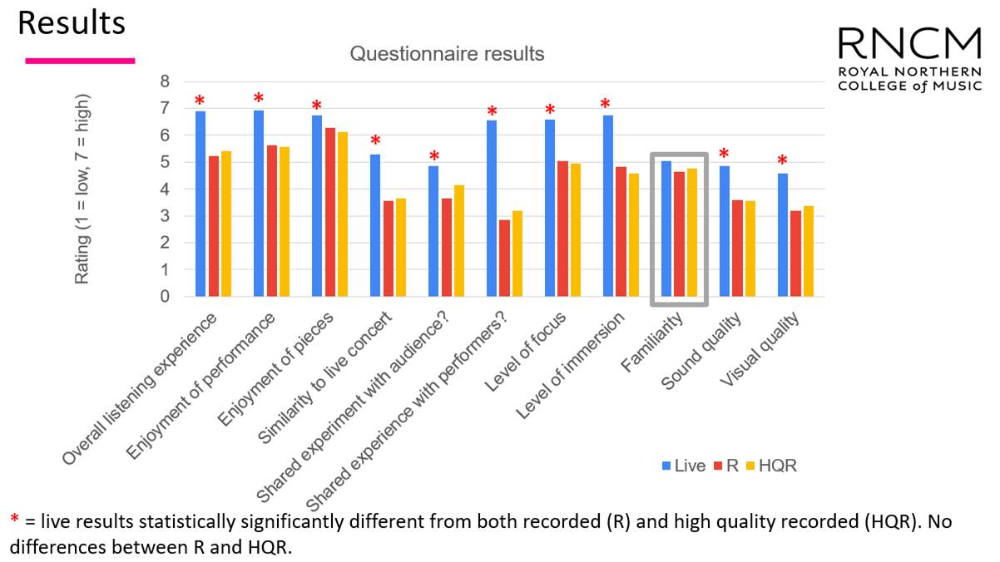 Results
RNCM
ROYAL NORTHERN
COLLEGE of MUSIC
Questionnaire results
Rating (1 = low, 7 = high)
8
7
6
5
4
3
2
1
0
* * * * * * * * * *
Overall listening experience
Enjoyment of performance
Enjoyment of pieces
Similarity to live concert
Shared experiment with audience?
Shared experience with performers?
Level of focus
Level of immersion
Familiarity
Sound quality
Visual quality
Live R HQR
* = live results statistically significantly different from both recorded (R) and high quality recorded (HQR). No
differences between R and HQR.